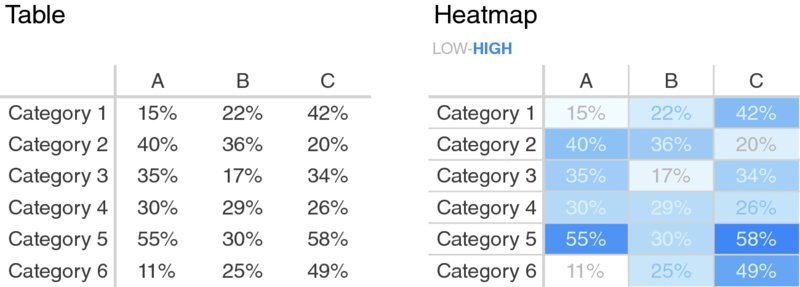 Table
A B C
Category 1 15% 22% 42%
Category 2 40% 36% 20%
Category 3 35% 17% 34%
Category 4 30% 29% 26%
Category 5 55% 30% 58%
Category 6 11% 25% 49%
Heatmap
LOW-HIGH
A B C
Category 1 15% 22% 42%
Category 2 40% 36% 20%
Category 3 35% 17% 34%
Category 4 30% 29% 26%
Category 5 55% 30% 58%
Category 6 11% 25% 49%